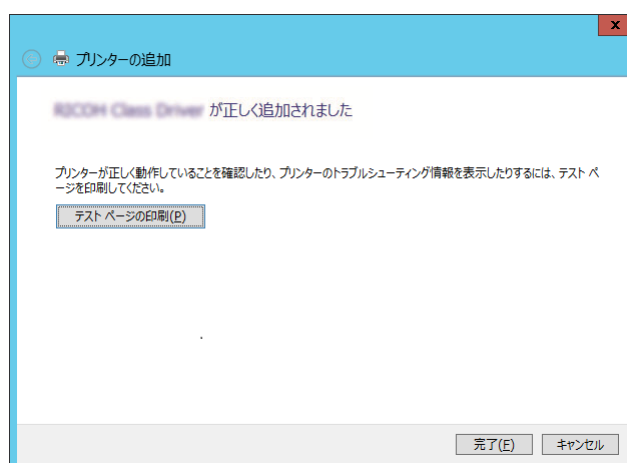 プリンターの追加
RICOH Class Driver が正しく追加されました
プリンターが正しく動作していることを確認したり、プリンターのトラブルシューティング情報を表示したりするには、テスト ペ
ージを印刷してください。
テスト ページの印刷(P)
完了(F) キャンセル